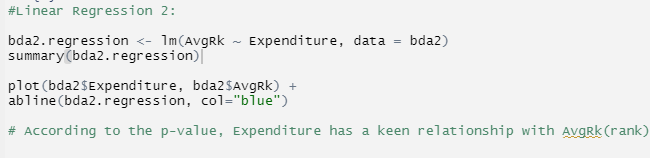 #Linear Regression 2:
bda2.regression <- lm(AvgRk ~ Expenditure, data = bda2)
summary(bda2.regression)
plot(bda2$Expenditure, bda2$AvgRk) +
abline(bda2.regression, col="blue")
# According to the p-value, Expenditure has a keen relationship with AvgRk(rank)